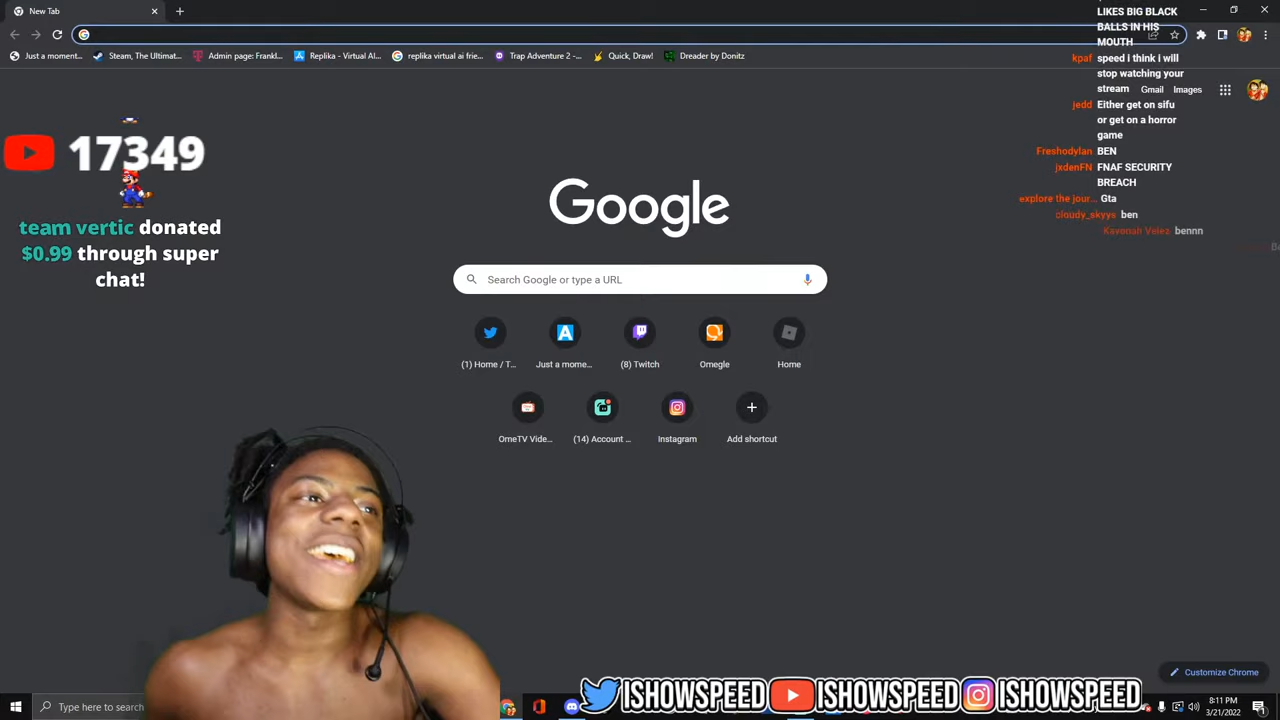 New Tab
Just a moment...
Steam, The Ultimat...
Admin page: Frankl...
Replika - Virtual AI...
replika virtual ai frie...
Trap Adventure 2 -...
Quick, Draw!
Dreader by Donitz
LIKES BIG BLACK
BALLS IN HIS
MOUTH
kpaf speed i think i will
stop watching your
stream
Gmail Images
jedd Either get on sifu
or get on a horror
game
Freshodylan BEN
jxdenFN FNAF SECURITY
BREACH
explore the jour... Gta
cloudy_skyys ben
Kavonah Velez bennn
17349
team vertic donated
$0.99 through super
chat!
Google
Search Google or type a URL
(1) Home / T...
Just a mome...
(8) Twitch
Omegle
Home
OmeTV Vide...
(14) Account ...
Instagram
Add shortcut
Customize Chrome
Type here to search
ISHOWSPEED ISHOWSPEED ISHOWSPEED
8:11 PM
3/21/2022